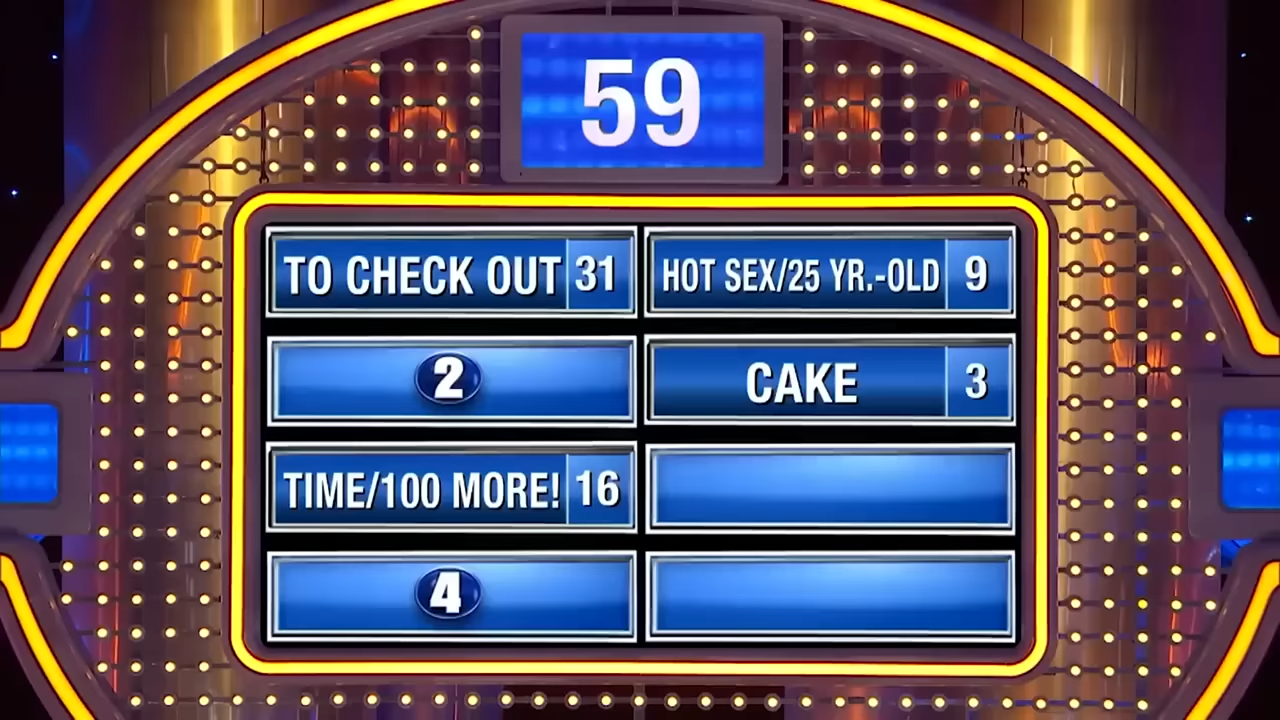 59
TO CHECK OUT 31
2
TIME/100 MORE! 16
4
HOT SEX/25 YR.-OLD 9
CAKE 3